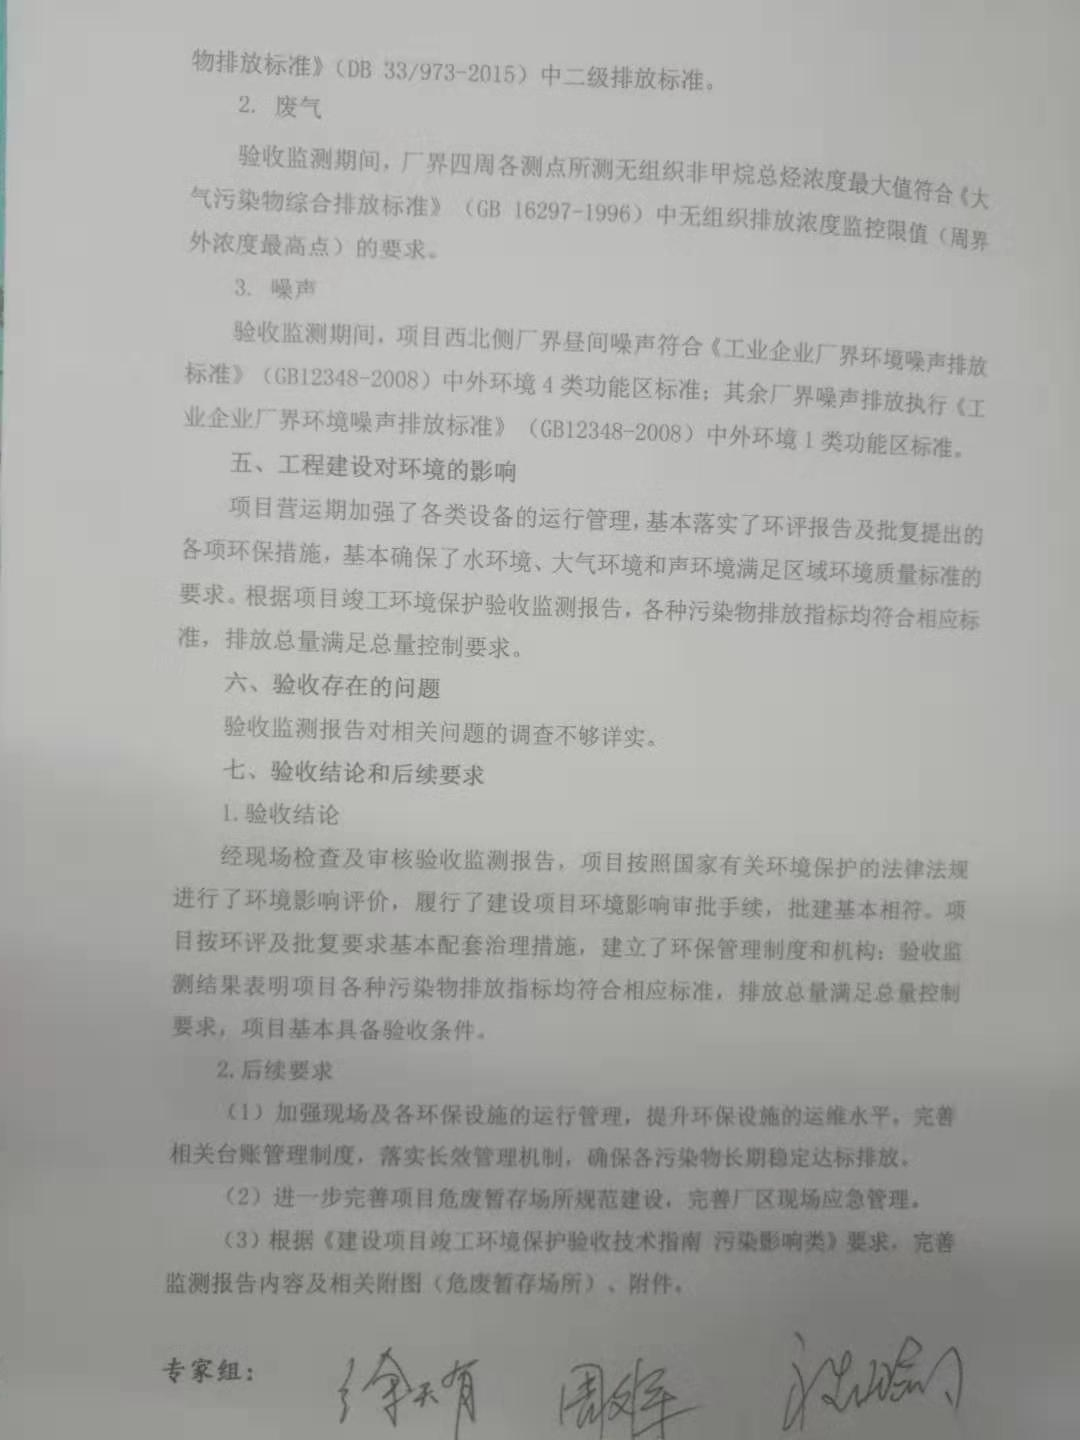 物排放标准》（DB 33/973-2015）中二级排放标准。
2. 废气
验收监测期间，厂界四周各测点所测无组织非甲烷总烃浓度最大值符合《大
气污染物综合排放标准》（GB 16297-1996）中无组织排放浓度监控限值（周界
外浓度最高点）的要求。
3. 噪声
验收监测期间，项目西北侧厂界昼间噪声符合《工业企业厂界环境噪声排放
标准》（GB12348-2008）中外环境 4 类功能区标准；其余厂界噪声排放执行《工
业企业厂界环境噪声排放标准》（GB12348-2008）中外环境 1 类功能区标准。
五、工程建设对环境的影响
项目营运期加强了各类设备的运行管理，基本落实了环评报告及批复提出的
各项环保措施，基本确保了水环境、大气环境和声环境满足区域环境质量标准的
要求。根据项目竣工环境保护验收监测报告，各种污染物排放指标均符合相应标
准，排放总量满足总量控制要求。
六、验收存在的问题
验收监测报告对相关问题的调查不够详实。
七、验收结论和后续要求
1.验收结论
经现场检查及审核验收监测报告，项目按照国家有关环境保护的法律法规
进行了环境影响评价，履行了建设项目环境影响审批手续，批建基本相符。项
目按环评及批复要求基本配套治理措施，建立了环保管理制度和机构；验收监
测结果表明项目各种污染物排放指标均符合相应标准，排放总量满足总量控制
要求，项目基本具备验收条件。
2.后续要求
（1）加强现场及各环保设施的运行管理，提升环保设施的运维水平，完善
相关台账管理制度，落实长效管理机制，确保各污染物长期稳定达标排放。
（2）进一步完善项目危废暂存场所规范建设，完善厂区现场应急管理。
（3）根据《建设项目竣工环境保护验收技术指南 污染影响类》要求，完善
监测报告内容及相关附图（危废暂存场所）、附件。
专家组： 徐天有